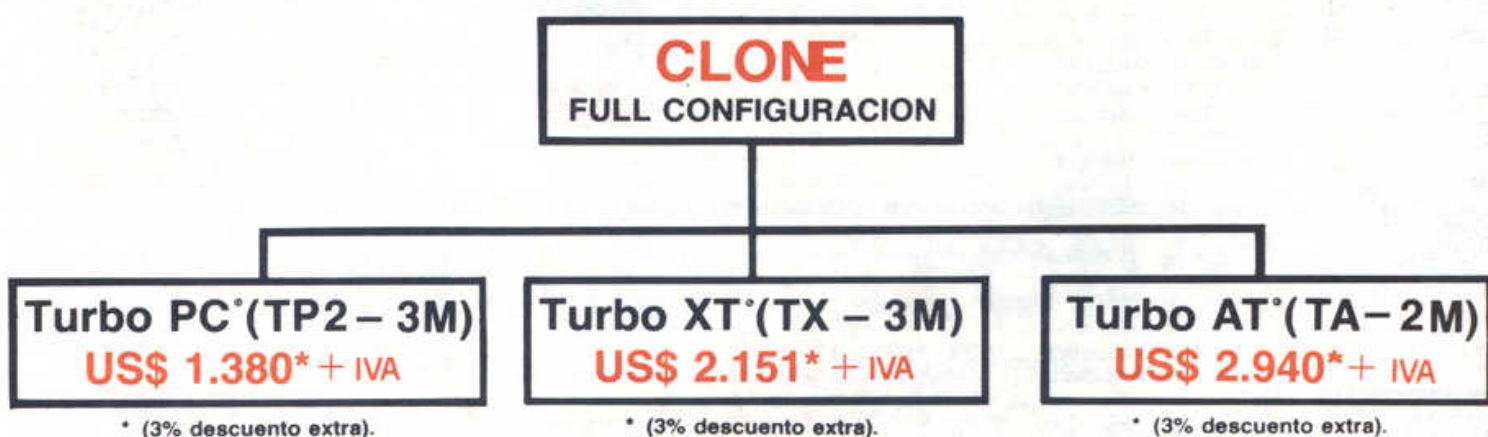 CLONE
FULL CONFIGURACION
Turbo PC° (TP2 – 3M)
US$ 1.380* + IVA
* (3% descuento extra).
Turbo XT° (TX – 3M)
US$ 2.151* + IVA
* (3% descuento extra).
Turbo AT° (TA – 2M)
US$ 2.940* + IVA
* (3% descuento extra).